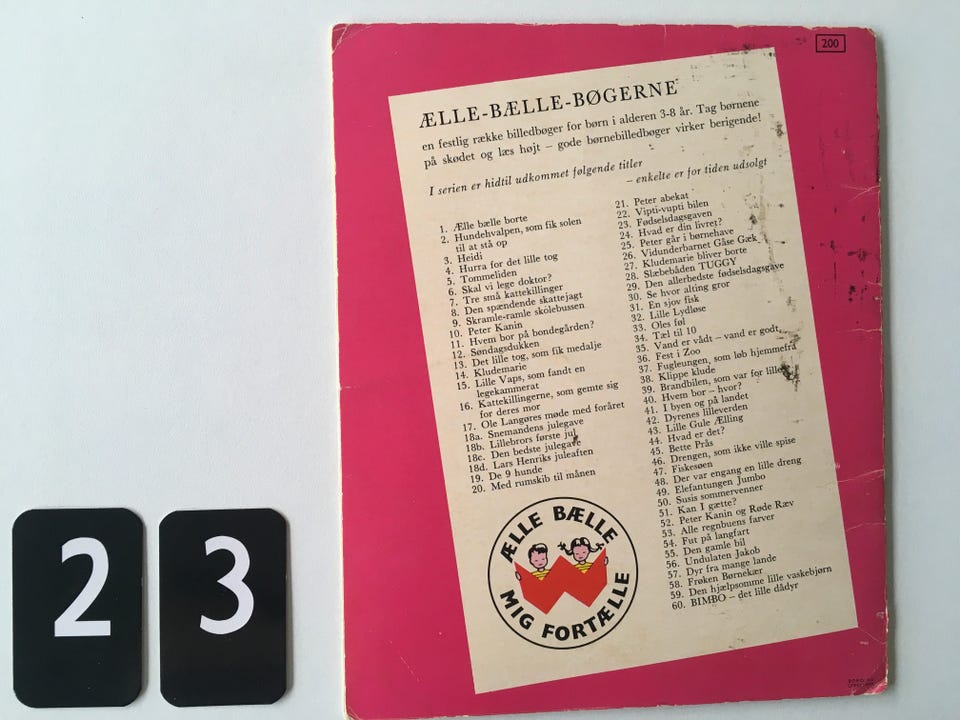 200
ÆLLE-BÆLLE-BØGERNE
en festlig række billedbøger for børn i alderen 3-8 år. Tag børnene
på skødet og læs højt – gode børnebilledbøger virker berigende!
I serien er hidtil udkommet følgende titler
– enkelte er for tiden udsolgt
1. Ælle bælle borte
2. Hundehvalpen, som fik solen
til at stå op
3. Heidi
4. Hurra for det lille tog
5. Tommeliden
6. Skal vi lege doktor?
7. Tre små kattekillinger
8. Den spændende skattejagt
9. Skramle-ramle skolebussen
10. Peter Kanin
11. Hvem bor på bondegården?
12. Søndagsdukken
13. Det lille tog, som fik medalje
14. Kludemarie
15. Lille Vaps, som fandt en
legekammerat
16. Kattekillingerne, som gemte sig
for deres mor
17. Ole Langøres møde med foråret
18a. Snemandens julegave
18b. Lillebrors første jul
18c. Den bedste julegave
18d. Lars Henriks juleaften
19. De 9 hunde
20. Med rumskib til månen
21. Peter abekat
22. Vipti-vupti bilen
23. Fødselsdagsgaven
24. Hvad er din livret?
25. Peter går i børnehave
26. Vidunderbarnet Gåse Gæk
27. Kludemarie bliver borte
28. Slæbebåden TUGGY
29. Den allerbedste fødselsdagsgave
30. Se hvor alting gror
31. En sjov fisk
32. Lille Lydløse
33. Oles føl
34. Tæl til 10
35. Vand er vådt – vand er godt
36. Fest i Zoo
37. Fugleungen, som løb hjemmefra
38. Klippe klude
39. Brandbilen, som var for lille
40. Hvem bor – hvor?
41. I byen og på landet
42. Dyrenes lilleverden
43. Lille Gule Ælling
44. Hvad er det?
45. Bette Prås
46. Drengen, som ikke ville spise
47. Fiskesøen
48. Der var engang en lille dreng
49. Elefantungen Jumbo
50. Susis sommervenner
51. Kan I gætte?
52. Peter Kanin og Røde Ræv
53. Alle regnbuens farver
54. Fut på langfart
55. Den gamle bil
56. Undulaten Jakob
57. Dyr fra mange lande
58. Frøken Børnekær
59. Den hjælpsomme lille vaskebjørn
60. BIMBO – det lille dådyr
ÆLLE BÆLLE
MIG FORTÆLLE
2 3